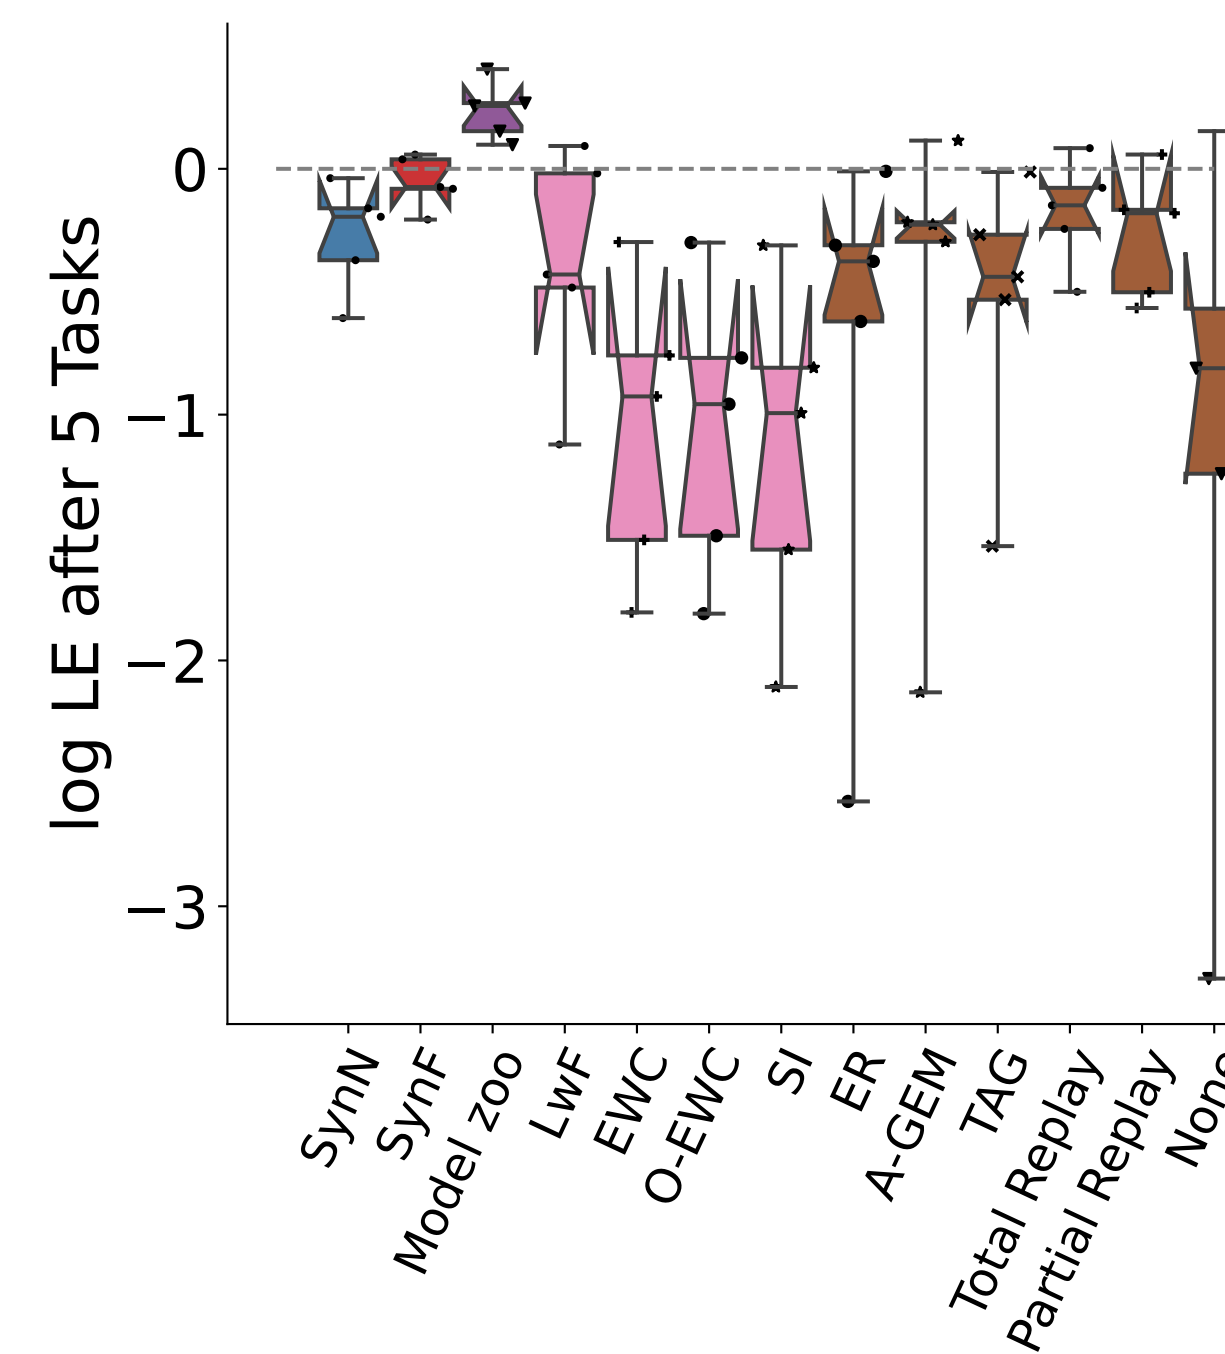 log LE after 5 Tasks
0
−1
−2
−3
SynN
SynF
Model zoo
LwF
EWC
O-EWC
SI
ER
A-GEM
TAG
Total Replay
Partial Replay
None